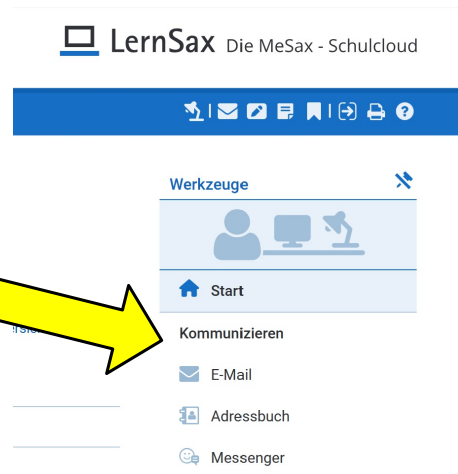 LernSax Die MeSax - Schulcloud
Werkzeuge
Start
Kommunizieren
E-Mail
Adressbuch
Messenger